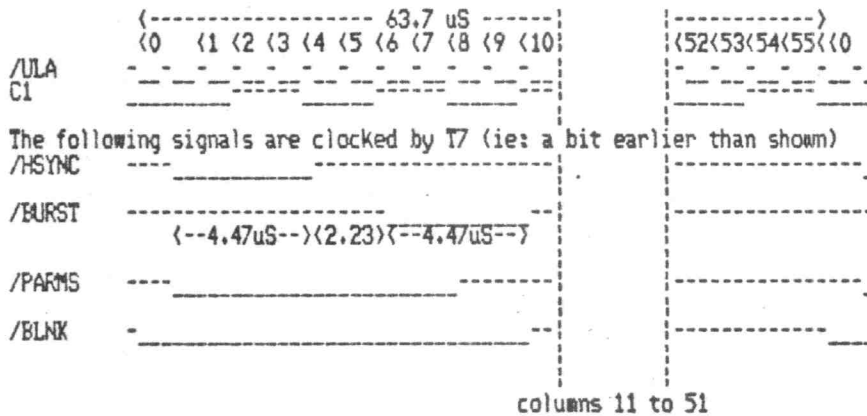 <---------------- 63.7 uS ------ ------------>
<0 <1 <2 <3 <4 <5 <6 <7 <8 <9 <10 <52<53<54<55<<0
/ULA
C1
The following signals are clocked by T7 (ie: a bit earlier than shown)
/HSYNC
/BURST
<--4.47uS--><2.23><--4.47uS-->
/PARMS
/BLNK
columns 11 to 51